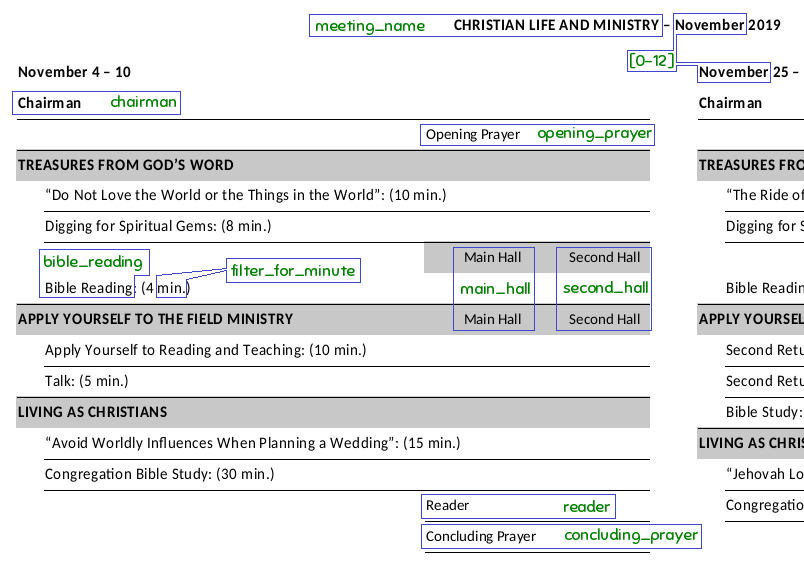 meeting_name CHRISTIAN LIFE AND MINISTRY – November 2019
[0-12]
November 4 – 10
Chairman chairman
Opening Prayer opening_prayer
TREASURES FROM GOD'S WORD
“Do Not Love the World or the Things in the World”: (10 min.)
Digging for Spiritual Gems: (8 min.)
bible_reading
filter_for_minute
Main Hall Second Hall
Bible Reading: (4 min.) main_hall second_hall
APPLY YOURSELF TO THE FIELD MINISTRY Main Hall Second Hall
Apply Yourself to Reading and Teaching: (10 min.)
Talk: (5 min.)
LIVING AS CHRISTIANS
“Avoid Worldly Influences When Planning a Wedding”: (15 min.)
Congregation Bible Study: (30 min.)
Reader reader
Concluding Prayer concluding_prayer
November 25 –
Chairman
TREASURES FRO
“The Ride of
Digging for S
Bible Readin
APPLY YOURSEL
Second Retu
Second Retu
Bible Study:
LIVING AS CHRIS
“Jehovah Lo
Congregatio